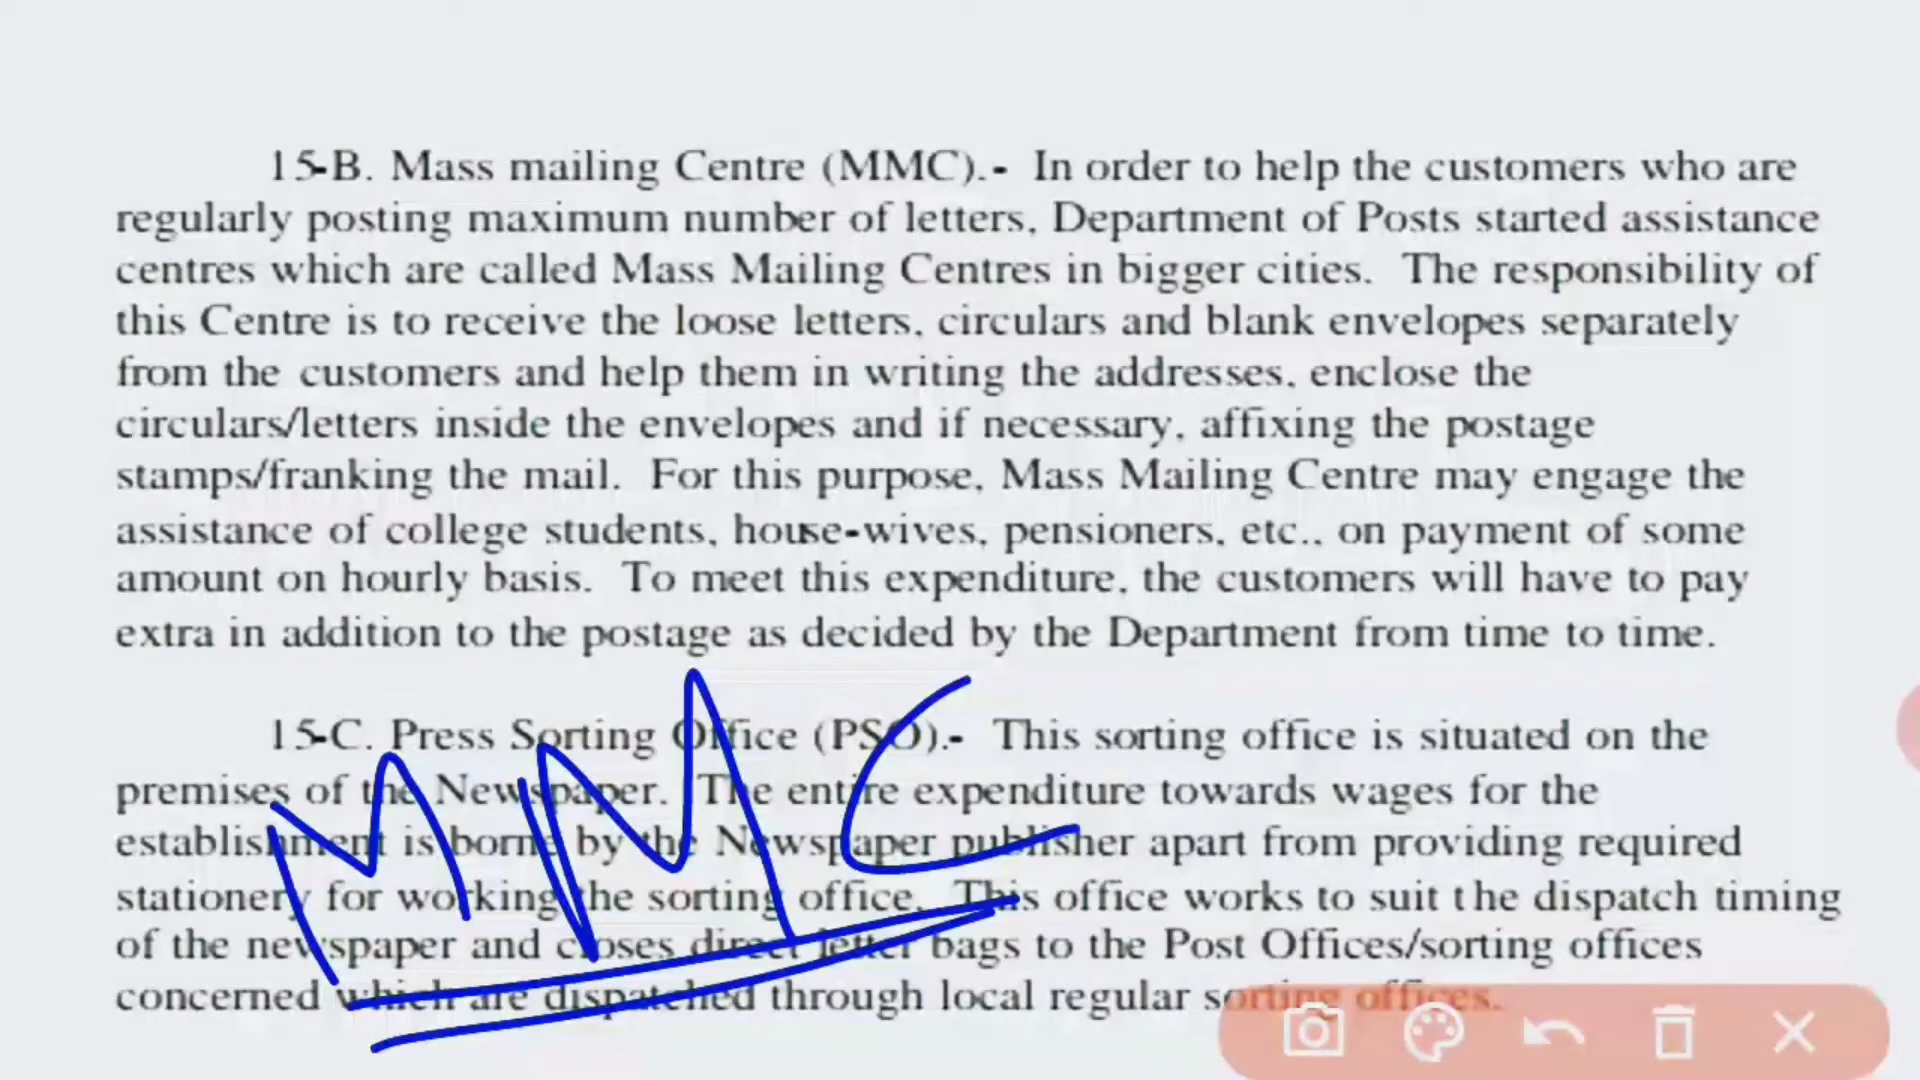 15-B. Mass mailing Centre (MMC).- In order to help the customers who are
regularly posting maximum number of letters, Department of Posts started assistance
centres which are called Mass Mailing Centres in bigger cities. The responsibility of
this Centre is to receive the loose letters, circulars and blank envelopes separately
from the customers and help them in writing the addresses, enclose the
circulars/letters inside the envelopes and if necessary, affixing the postage
stamps/franking the mail. For this purpose, Mass Mailing Centre may engage the
assistance of college students, house-wives, pensioners, etc., on payment of some
amount on hourly basis. To meet this expenditure, the customers will have to pay
extra in addition to the postage as decided by the Department from time to time.
15-C. Press Sorting Office (PSO).- This sorting office is situated on the
premises of the Newspaper. The entire expenditure towards wages for the
establishment is borne by the Newspaper publisher apart from providing required
stationery for working the sorting office. This office works to suit the dispatch timing
of the newspaper and closes direct letter bags to the Post Offices/sorting offices
concerned which are dispatched through local regular sorting offices.
MMC